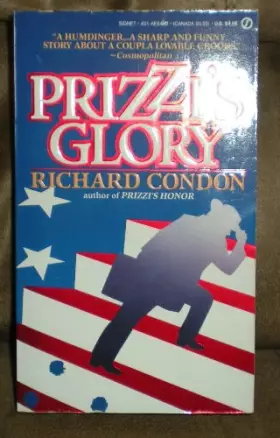 "A HUMDINGER...A SHARP AND FUNNY
STORY ABOUT A COUPLA LOVABLE CROOKS."
—Cosmopolitan
PRIZZI'S
GLORY
RICHARD CONDON
author of PRIZZI'S HONOR